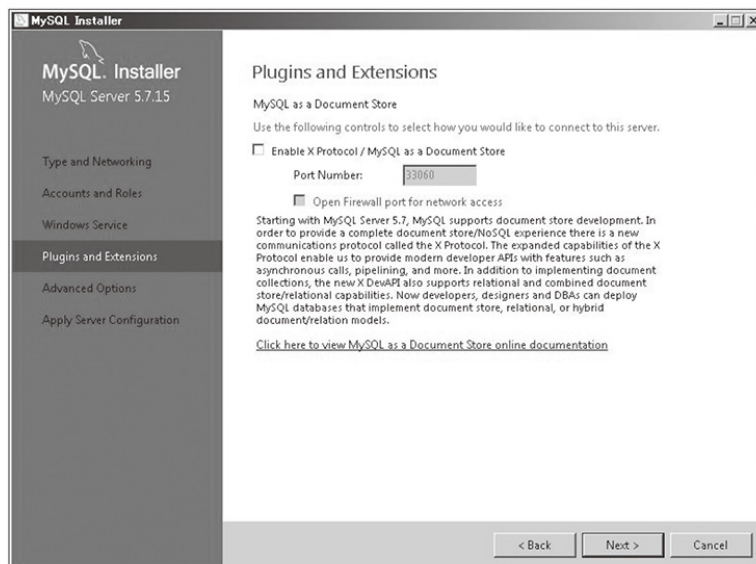 MySQL Installer
MySQL. Installer
MySQL Server 5.7.15
Type and Networking
Accounts and Roles
Windows Service
Plugins and Extensions
Advanced Options
Apply Server Configuration
Plugins and Extensions
MySQL as a Document Store
Use the following controls to select how you would like to connect to this server.
Enable X Protocol / MySQL as a Document Store
Port Number:
33060
Open Firewall port for network access
Starting with MySQL Server 5.7, MySQL supports document store development. In
order to provide a complete document store/NoSQL experience there is a new
communications protocol called the X Protocol. The expanded capabilities of the X
Protocol enable us to provide modern developer APIs with features such as
asynchronous calls, pipelining, and more. In addition to implementing document
collections, the new X DevAPI also supports relational and combined document
store/relational capabilities. Now developers, designers and DBAs can deploy
MySQL databases that implement document store, relational, or hybrid
document/relation models.
Click here to view MySQL as a Document Store online documentation
< Back
Next >
Cancel